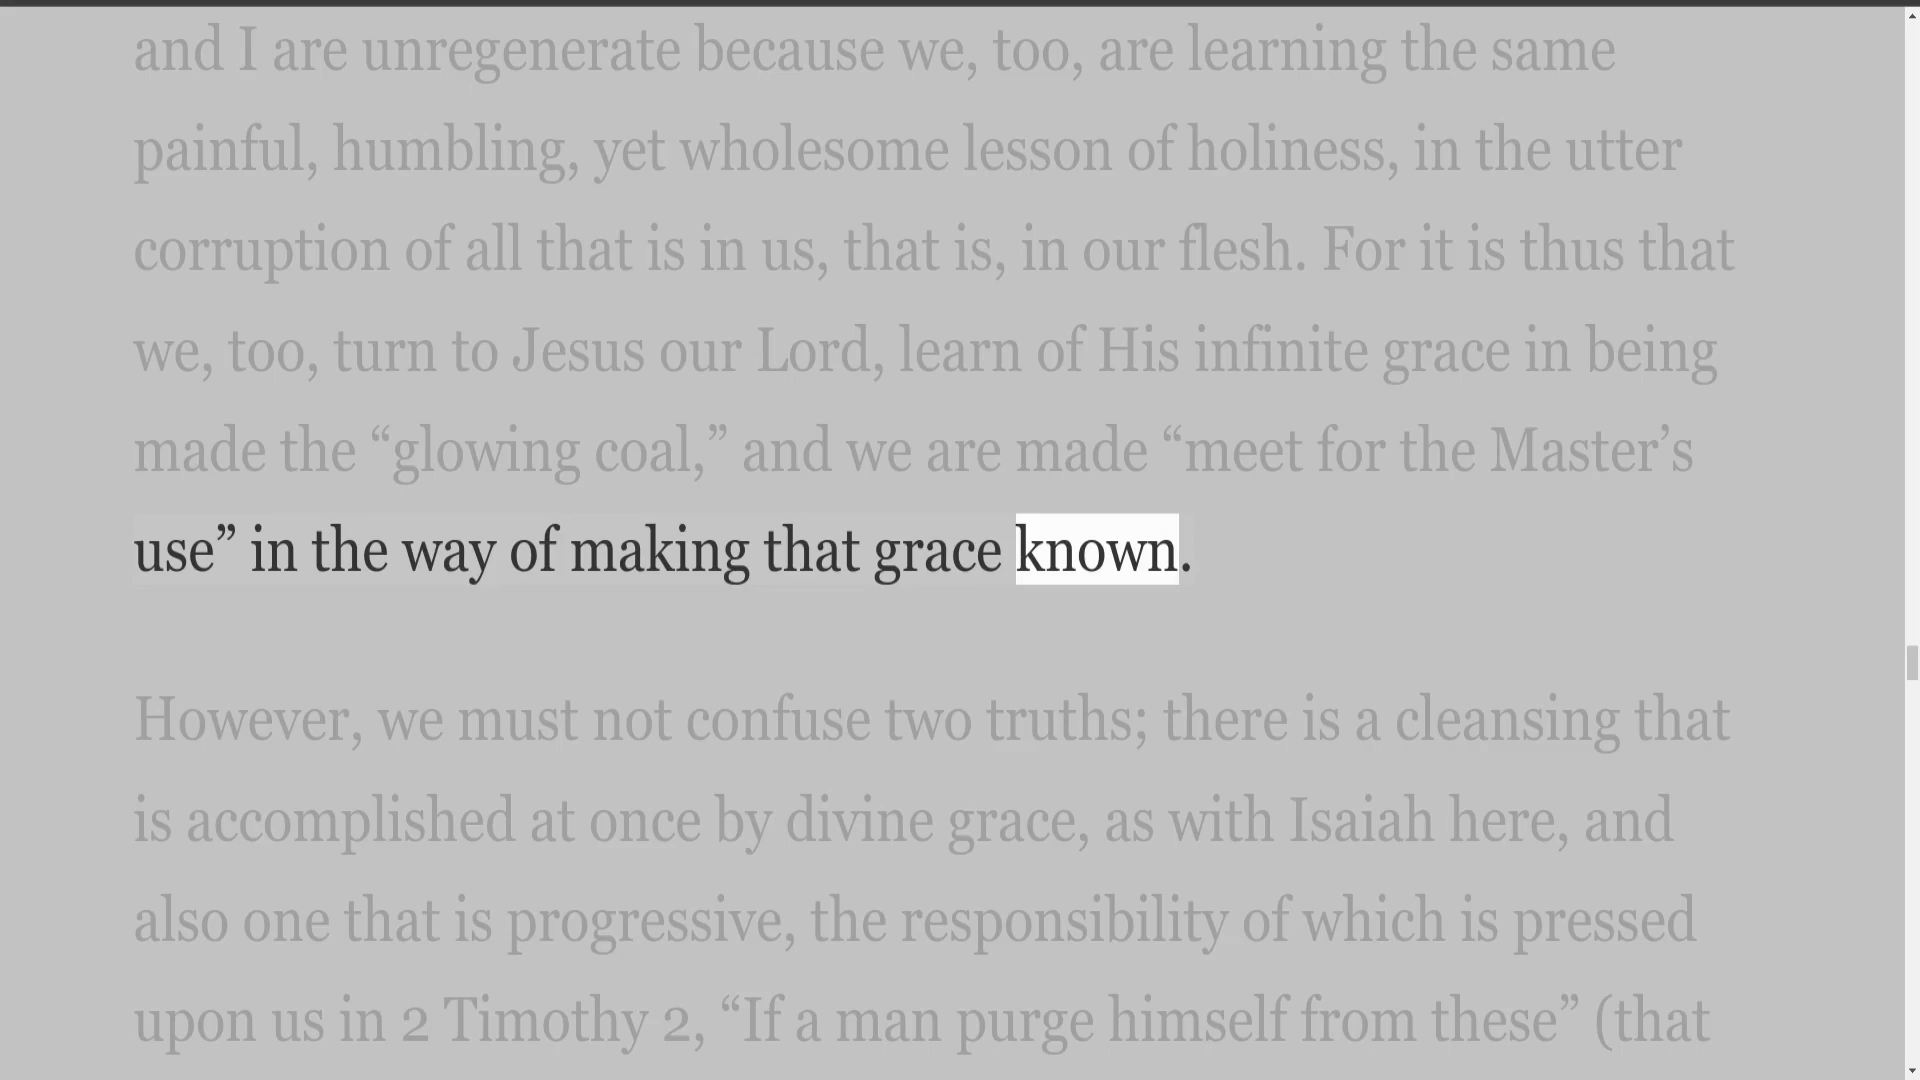 and I are unregenerate because we, too, are learning the same
painful, humbling, yet wholesome lesson of holiness, in the utter
corruption of all that is in us, that is, in our flesh. For it is thus that
we, too, turn to Jesus our Lord, learn of His infinite grace in being
made the “glowing coal,” and we are made “meet for the Master’s
use” in the way of making that grace known.
However, we must not confuse two truths; there is a cleansing that
is accomplished at once by divine grace, as with Isaiah here, and
also one that is progressive, the responsibility of which is pressed
upon us in 2 Timothy 2, “If a man purge himself from these” (that